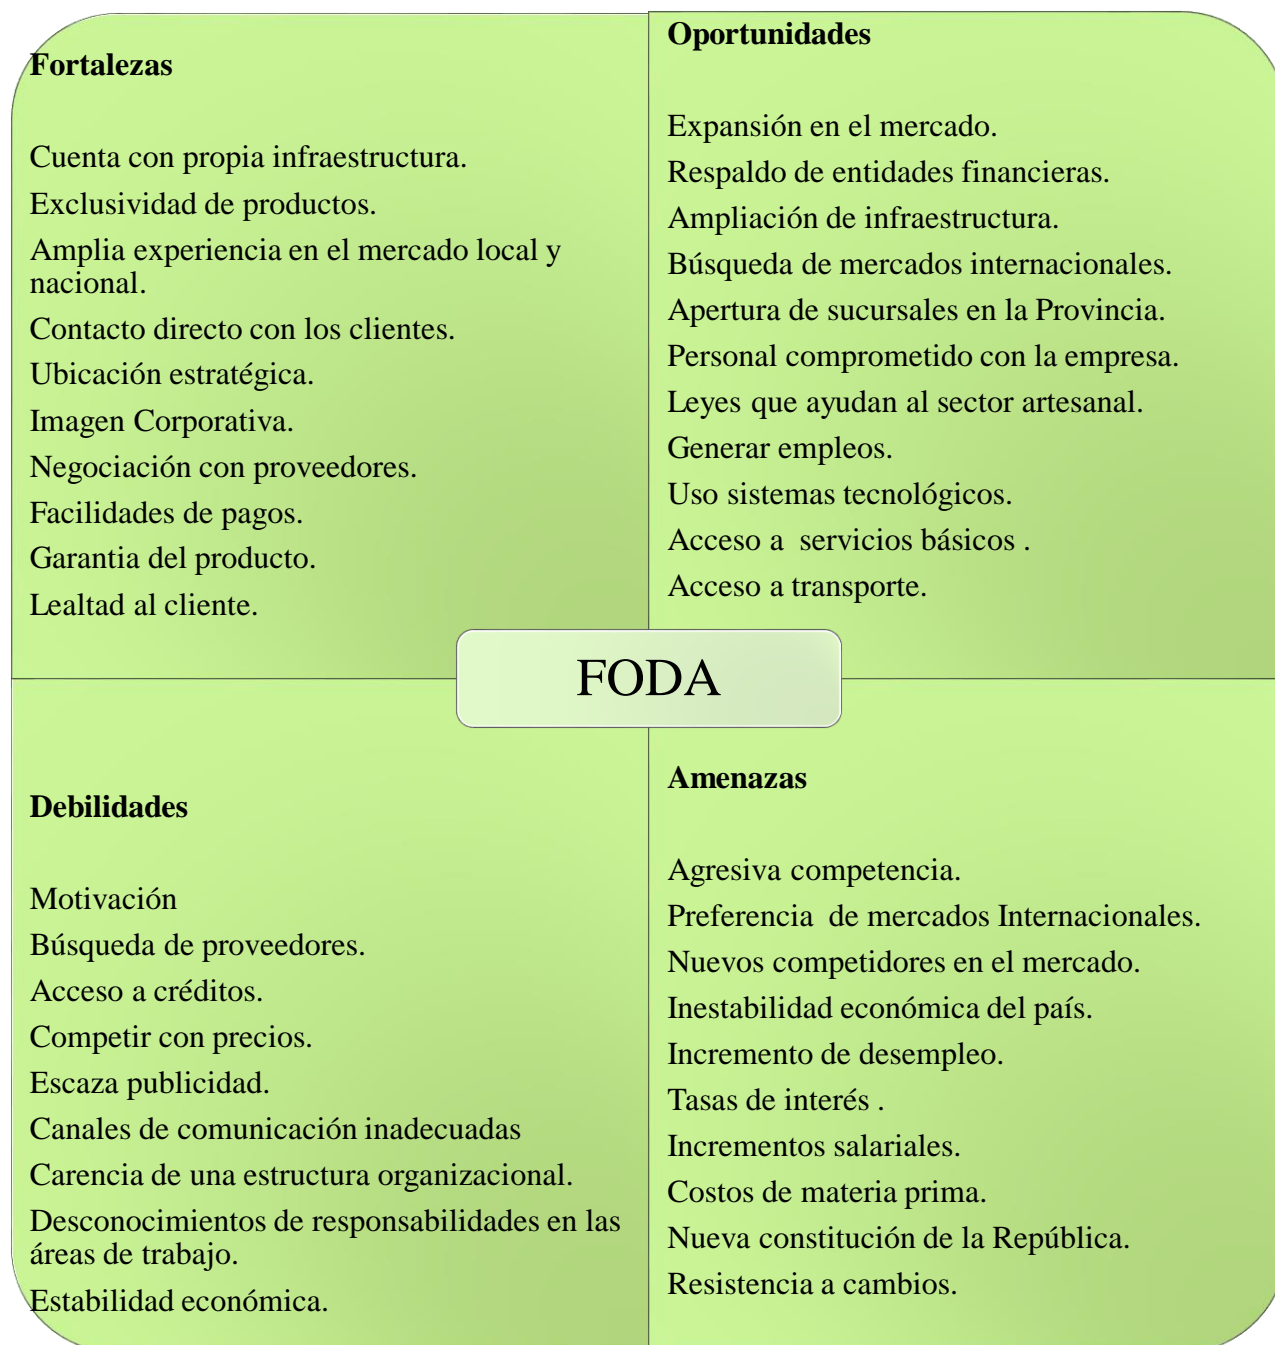 Fortalezas
Cuenta con propia infraestructura.
Exclusividad de productos.
Amplia experiencia en el mercado local y
nacional.
Contacto directo con los clientes.
Ubicación estratégica.
Imagen Corporativa.
Negociación con proveedores.
Facilidades de pagos.
Garantia del producto.
Lealtad al cliente.
Oportunidades
Expansión en el mercado.
Respaldo de entidades financieras.
Ampliación de infraestructura.
Búsqueda de mercados internacionales.
Apertura de sucursales en la Provincia.
Personal comprometido con la empresa.
Leyes que ayudan al sector artesanal.
Generar empleos.
Uso sistemas tecnológicos.
Acceso a  servicios básicos .
Acceso a transporte.
FODA
Debilidades
Motivación
Búsqueda de proveedores.
Acceso a créditos.
Competir con precios.
Escaza publicidad.
Canales de comunicación inadecuadas
Carencia de una estructura organizacional.
Desconocimientos de responsabilidades en las
áreas de trabajo.
Estabilidad económica.
Amenazas
Agresiva competencia.
Preferencia  de mercados Internacionales.
Nuevos competidores en el mercado.
Inestabilidad económica del país.
Incremento de desempleo.
Tasas de interés .
Incrementos salariales.
Costos de materia prima.
Nueva constitución de la República.
Resistencia a cambios.